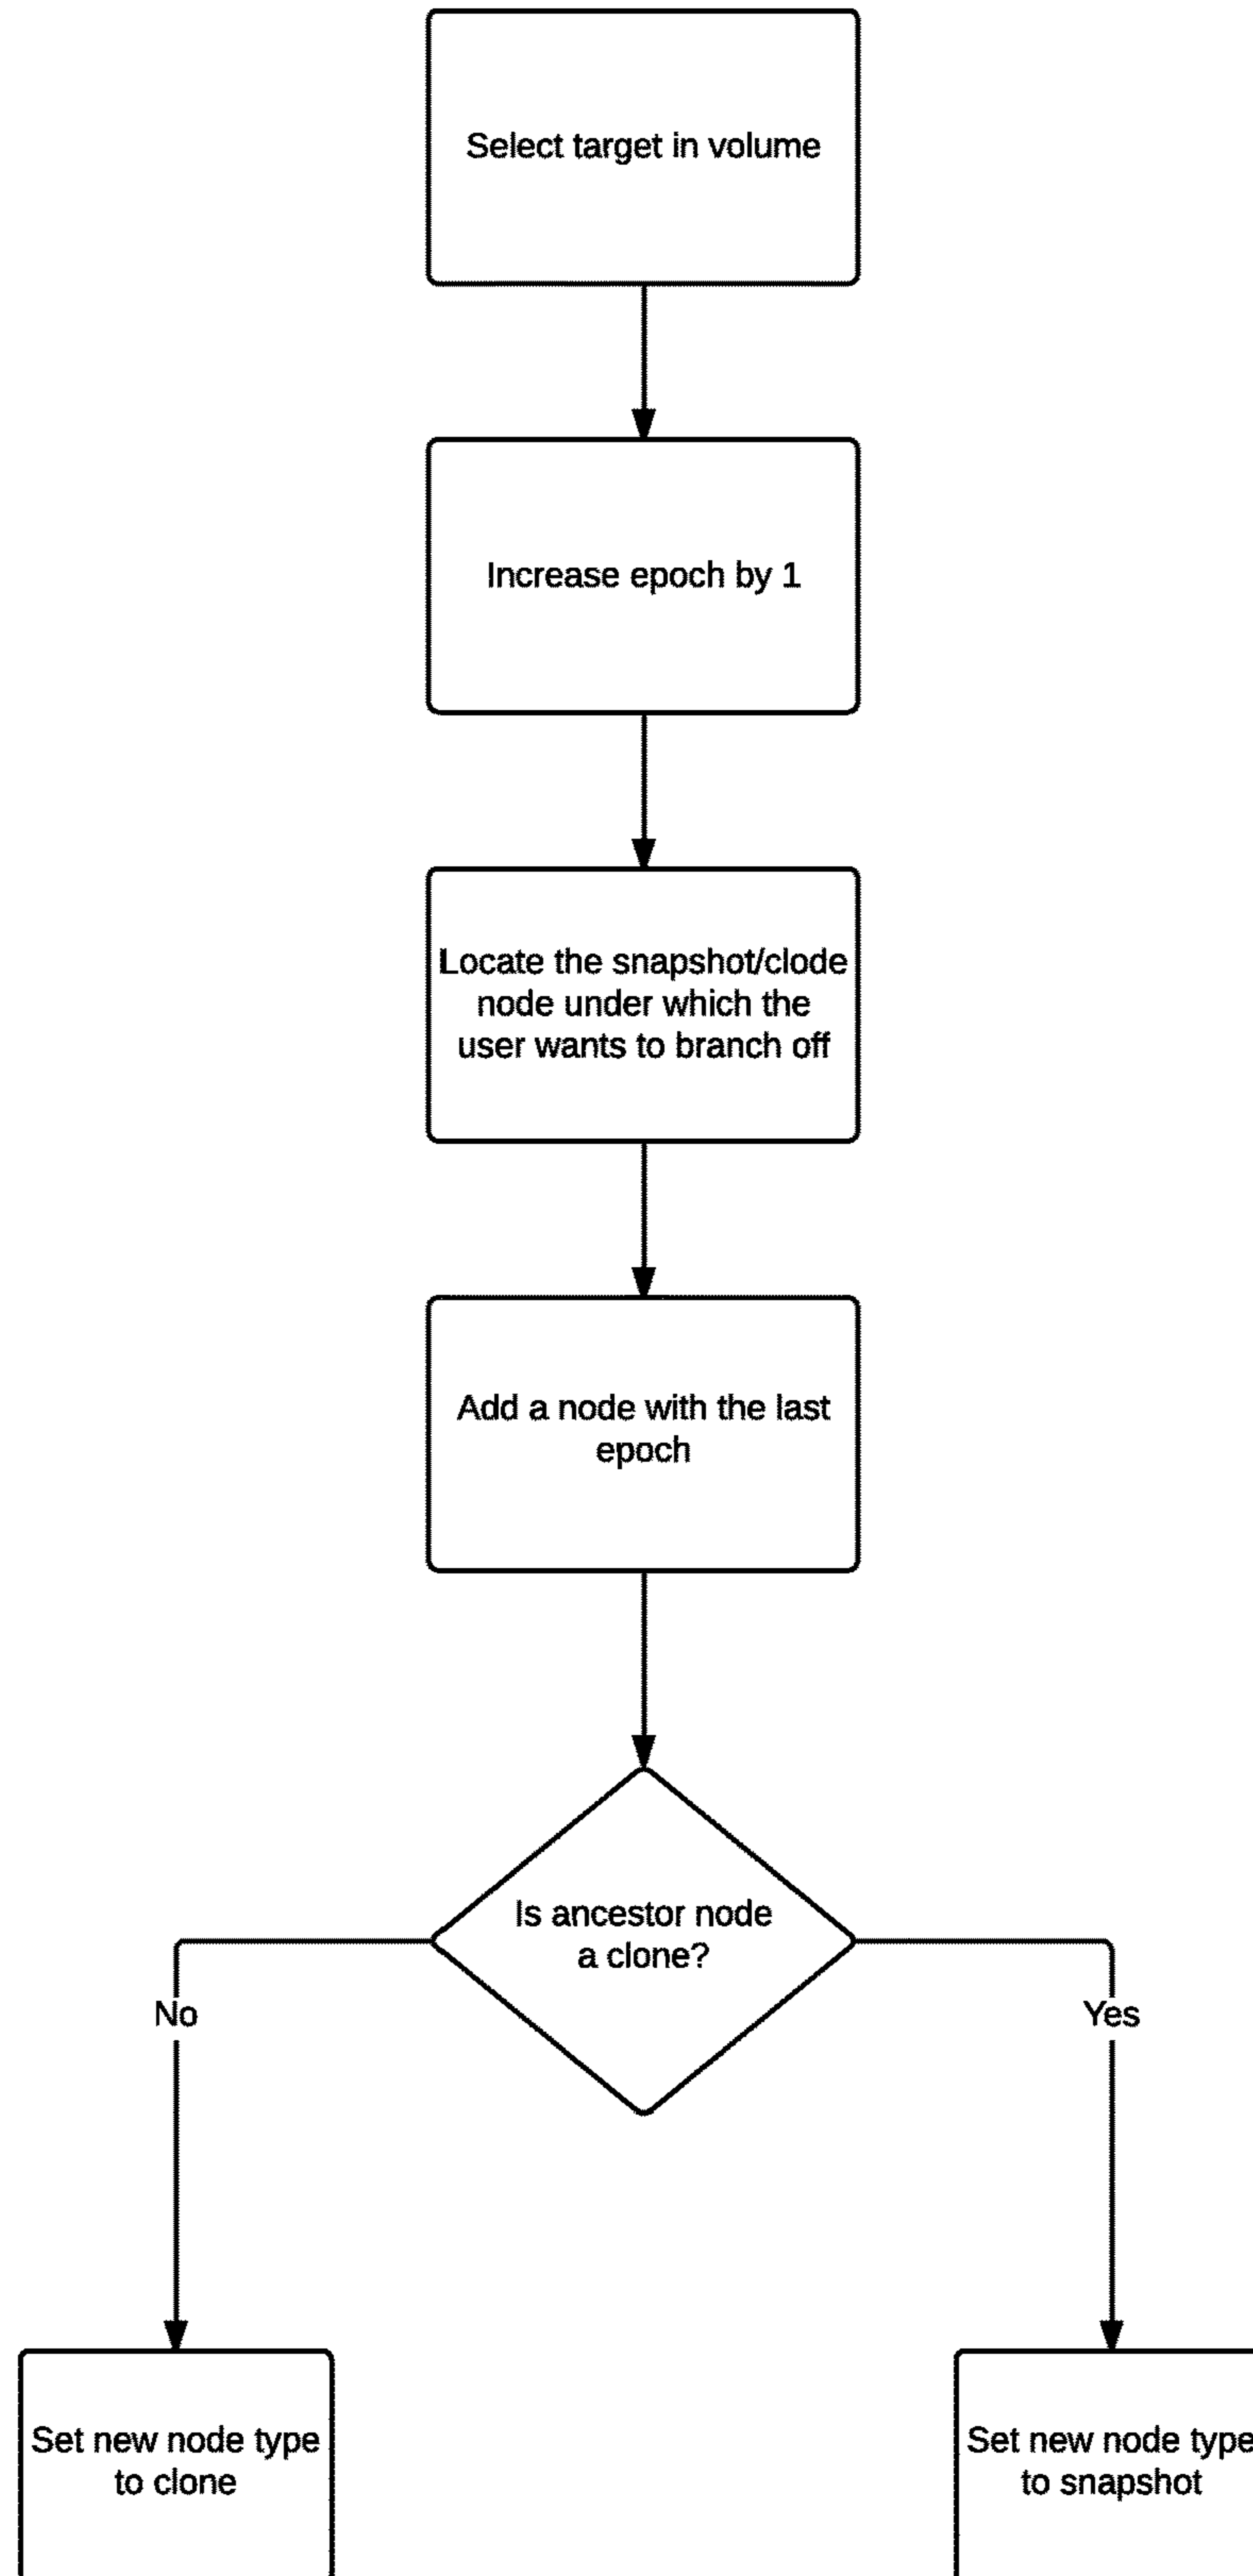 Select target in volume
Increase epoch by 1
Locate the snapshot/clode
node under which the
user wants to branch off
Add a node with the last
epoch
Is ancestor node
a clone?
No
Yes
Set new node type
to clone
Set new node type
to snapshot